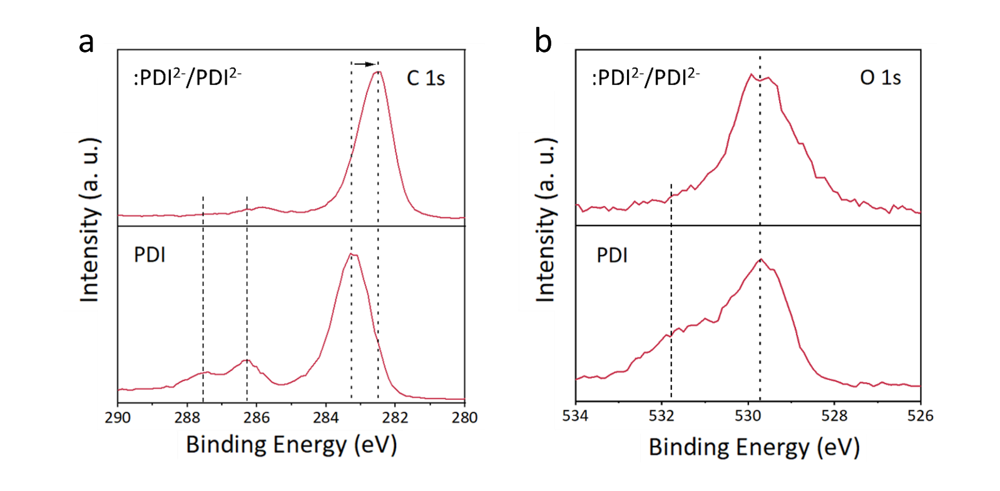 a
:PDI²⁻/PDI²⁻
C 1s
PDI
Intensity (a. u.)
290 288 286 284 282 280
Binding Energy (eV)
b
:PDI²⁻/PDI²⁻
O 1s
PDI
Intensity (a. u.)
534 532 530 528 526
Binding Energy (eV)